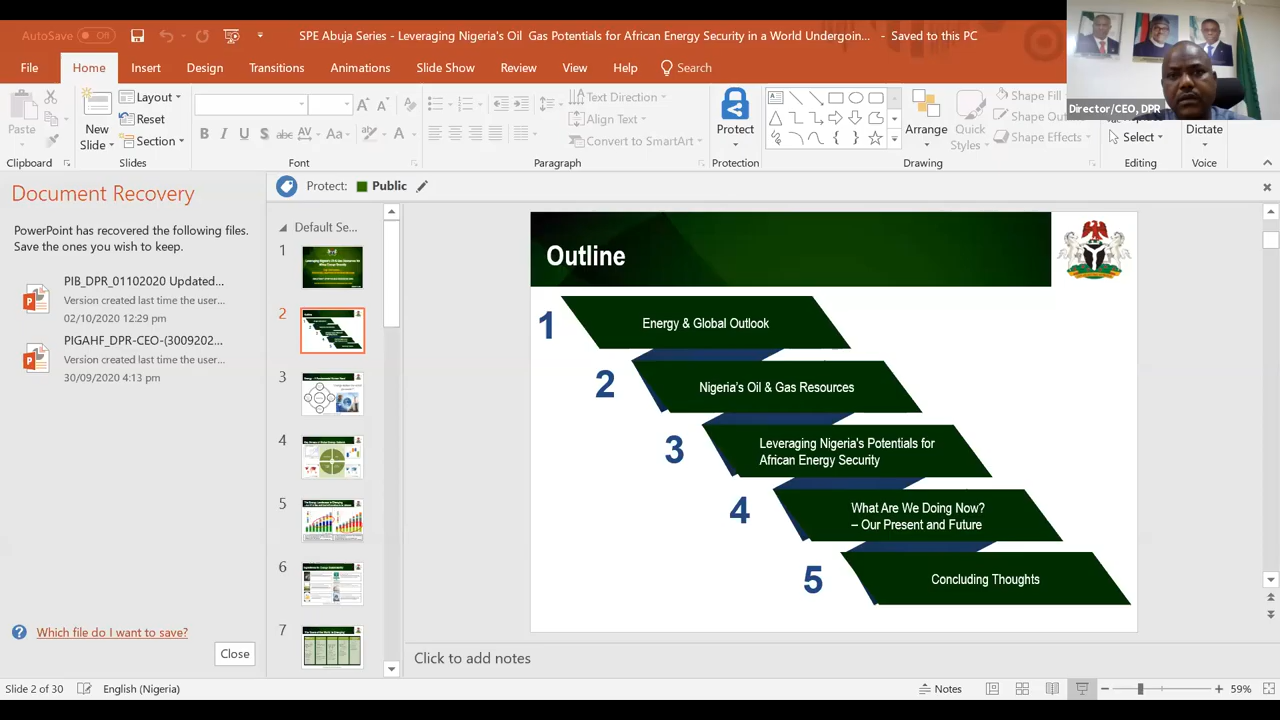 AutoSave Off
SPE Abuja Series - Leveraging Nigeria's Oil Gas Potentials for African Energy Security in a World Undergoin... - Saved to this PC
File Home Insert Design Transitions Animations Slide Show Review View Help Search
Director/CEO, DPR
Paste
New
Slide
Layout
Reset
Section
B I U S abc AV Aa A
Text Direction
Align Text
Convert to SmartArt
Protect
Arrange
Quick
Styles
Shape Fill
Shape Ou
Shape Effects
Select
Dictate
Clipboard Slides Font Paragraph Protection Drawing Editing Voice
Document Recovery
PowerPoint has recovered the following files.
Save the ones you wish to keep.
PIB_DPR_01102020 Updated...
Version created last time the user...
02/10/2020 12:29 pm
PIGAHF_DPR-CEO-(3009202...
Version created last time the user...
30/09/2020 4:13 pm
Which file do I want to save?
Close
Protect: Public
Default Se...
1
2
3
4
5
6
7
Outline
1 Energy & Global Outlook
2 Nigeria's Oil & Gas Resources
3 Leveraging Nigeria's Potentials for
African Energy Security
4 What Are We Doing Now?
– Our Present and Future
5 Concluding Thoughts
Click to add notes
Slide 2 of 30 English (Nigeria) Notes 59%